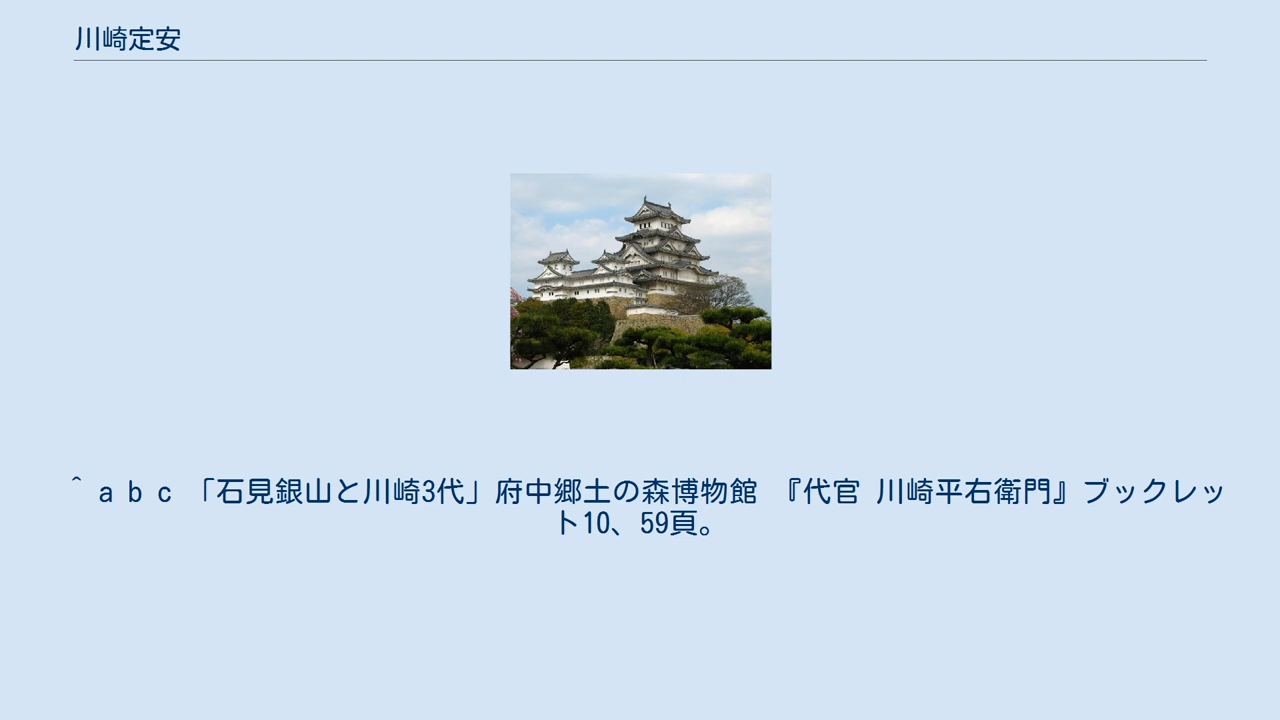 川崎定安
^ a b c 「石見銀山と川崎3代」府中郷土の森博物館 『代官 川崎平右衛門』ブックレッ
ト10、59頁。